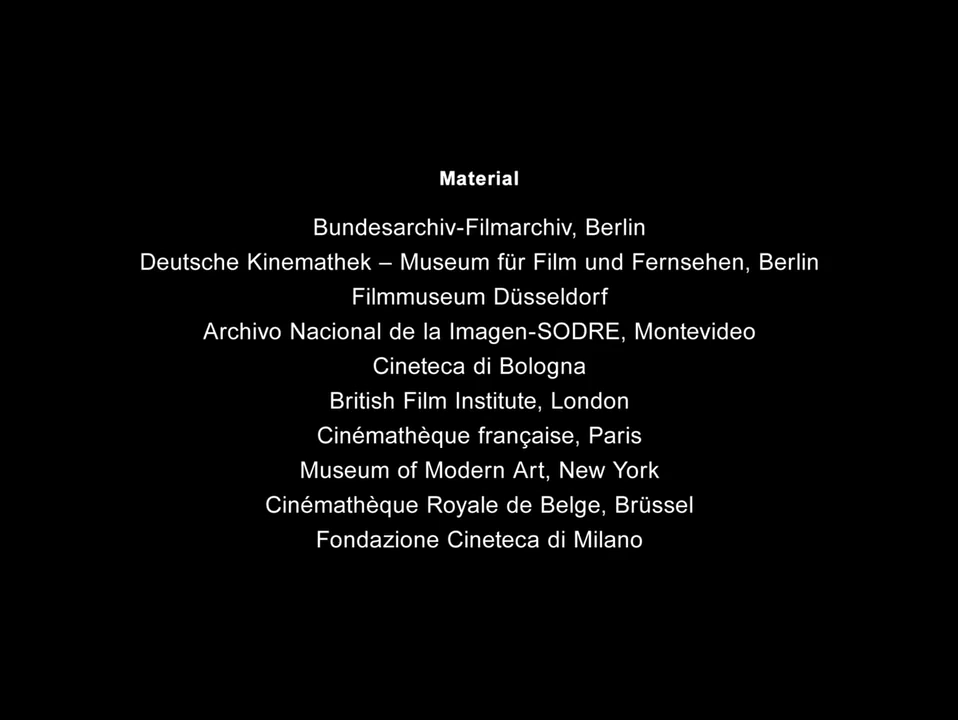 Material
Bundesarchiv-Filmarchiv, Berlin
Deutsche Kinemathek – Museum für Film und Fernsehen, Berlin
Filmmuseum Düsseldorf
Archivo Nacional de la Imagen-SODRE, Montevideo
Cineteca di Bologna
British Film Institute, London
Cinémathèque française, Paris
Museum of Modern Art, New York
Cinémathèque Royale de Belge, Brüssel
Fondazione Cineteca di Milano